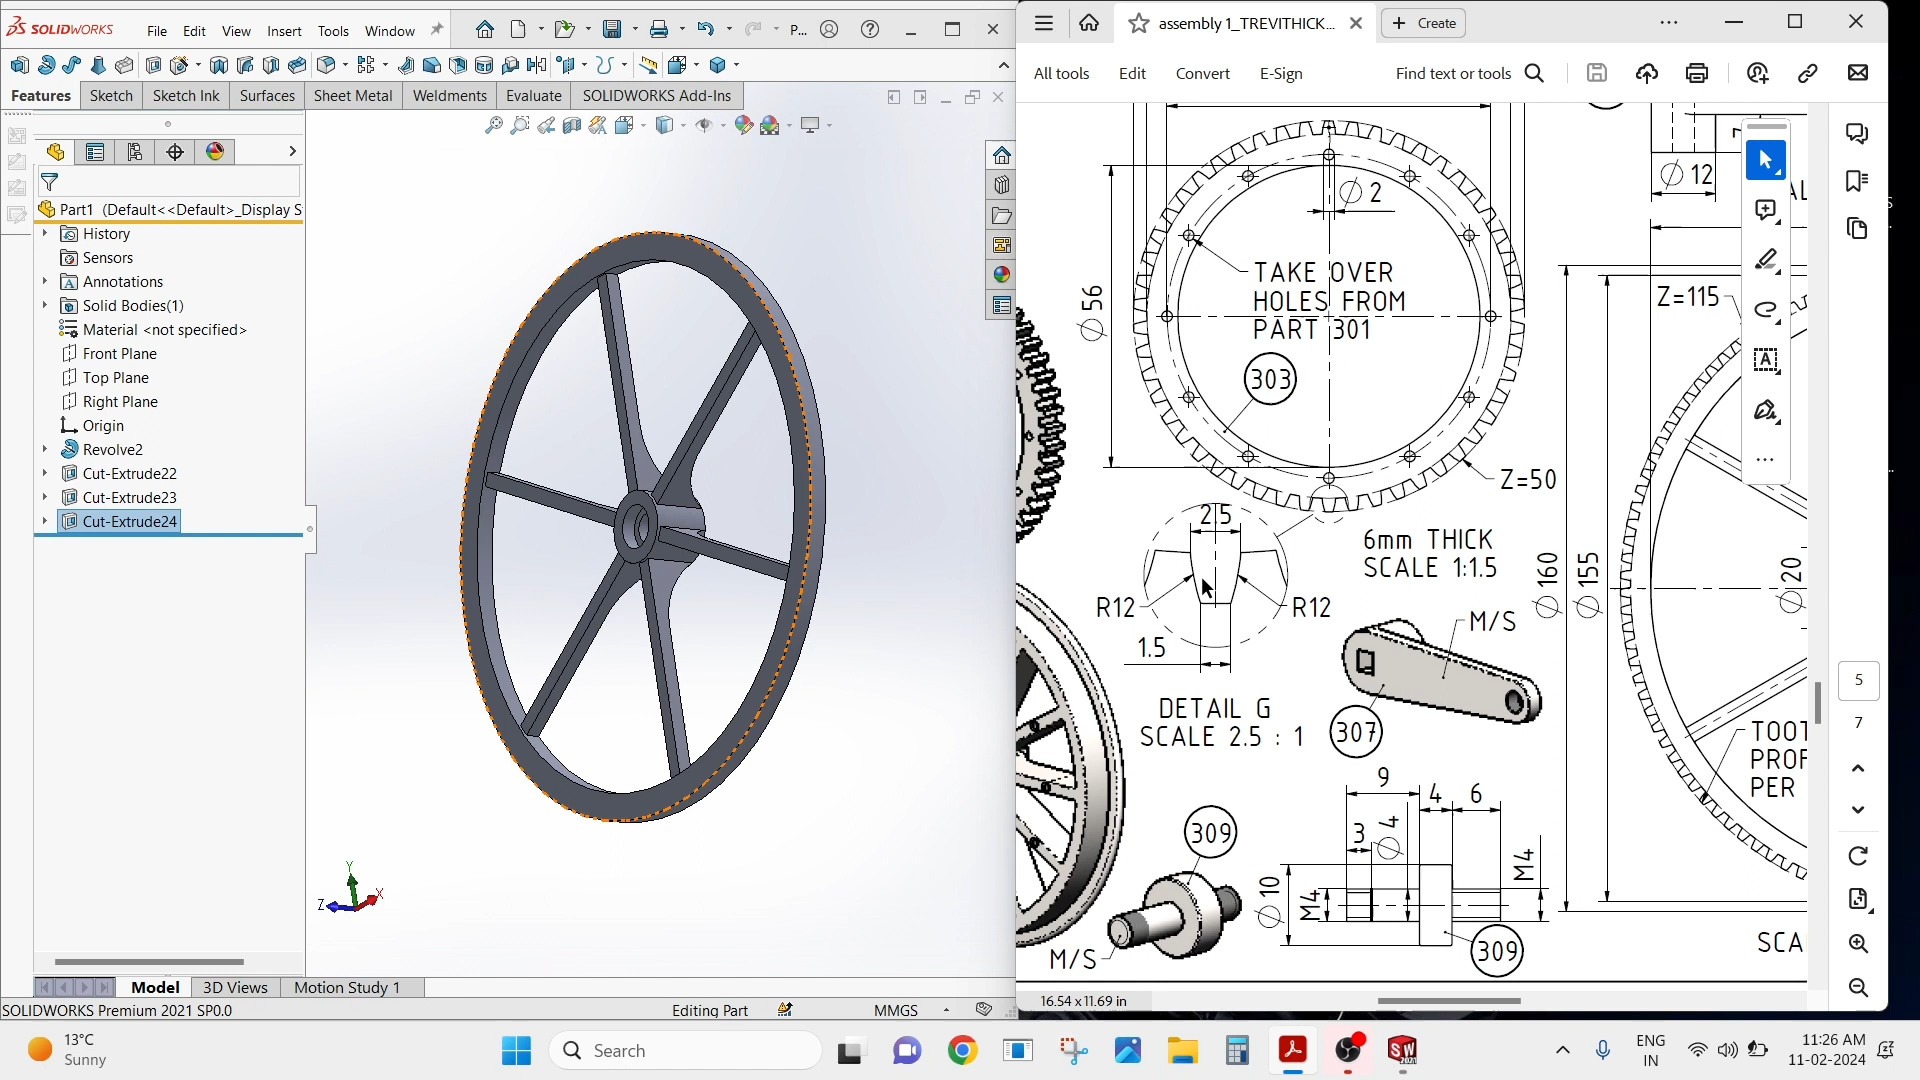 SOLIDWORKS
File Edit View Insert Tools Window
P...
Features
Sketch
Sketch Ink
Surfaces
Sheet Metal
Weldments
Evaluate
SOLIDWORKS Add-Ins
Part1 (Default<<Default>_Display S
History
Sensors
Annotations
Solid Bodies(1)
Material <not specified>
Front Plane
Top Plane
Right Plane
Origin
Revolve2
Cut-Extrude22
Cut-Extrude23
Cut-Extrude24
Y
Z
X
Model
3D Views
Motion Study 1
SOLIDWORKS Premium 2021 SP0.0
Editing Part
MMGS
assembly 1_TREVITHICK...
Create
All tools
Edit
Convert
E-Sign
Find text or tools
∅ 2
∅ 56
TAKE OVER
HOLES FROM
PART 301
303
Z=50
2.5
R12
R12
1.5
6mm THICK
SCALE 1:1.5
DETAIL G
SCALE 2.5 : 1
M/S
307
309
M/S
9
4
6
3
∅ 4
∅ 10
M4
M4
309
∅ 12
Z=115
∅ 160
∅ 155
∅ 20
TOOT
PROF
PER
SCA
16.54 x 11.69 in
5
7
13°C
Sunny
Search
SW
2021
ENG
IN
11:26 AM
11-02-2024